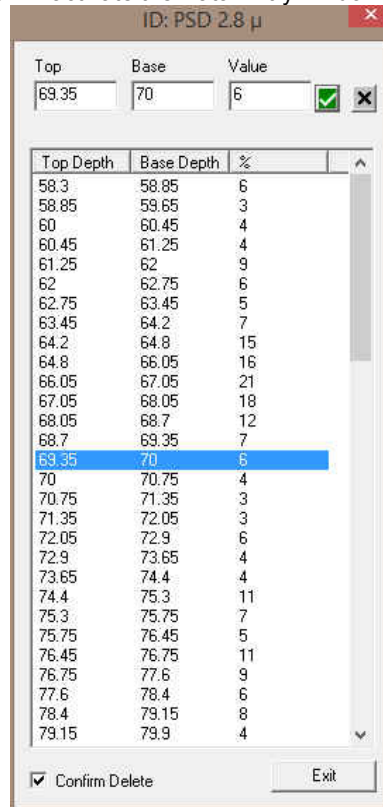 ID: PSD 2.8 µ
Top Base Value
69.35 70 6
Top Depth Base Depth %
58.3 58.85 6
58.85 59.65 3
60 60.45 4
60.45 61.25 4
61.25 62 9
62 62.75 6
62.75 63.45 5
63.45 64.2 7
64.2 64.8 15
64.8 66.05 16
66.05 67.05 21
67.05 68.05 18
68.05 68.7 12
68.7 69.35 7
69.35 70 6
70 70.75 4
70.75 71.35 3
71.35 72.05 3
72.05 72.9 6
72.9 73.65 4
73.65 74.4 4
74.4 75.3 11
75.3 75.75 7
75.75 76.45 5
76.45 76.75 11
76.75 77.6 9
77.6 78.4 6
78.4 79.15 8
79.15 79.9 4
Confirm Delete Exit